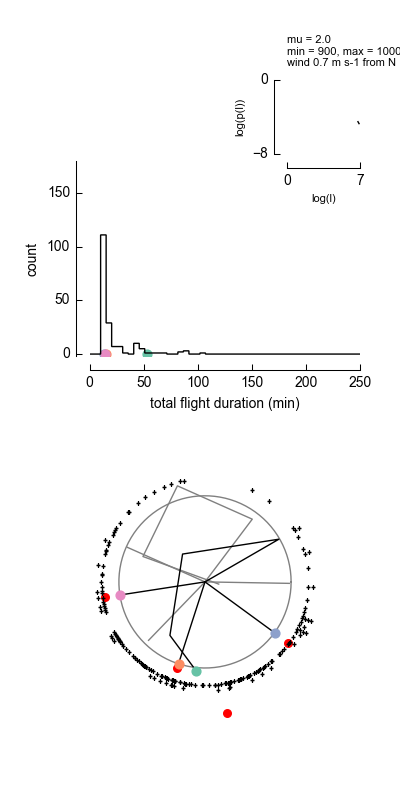 mu = 2.0
min = 900, max = 1000
wind 0.7 m s-1 from N
0
log(p(l))
−8
0
7
log(l)
150
100
50
0
count
0
50
100
150
200
250
total flight duration (min)